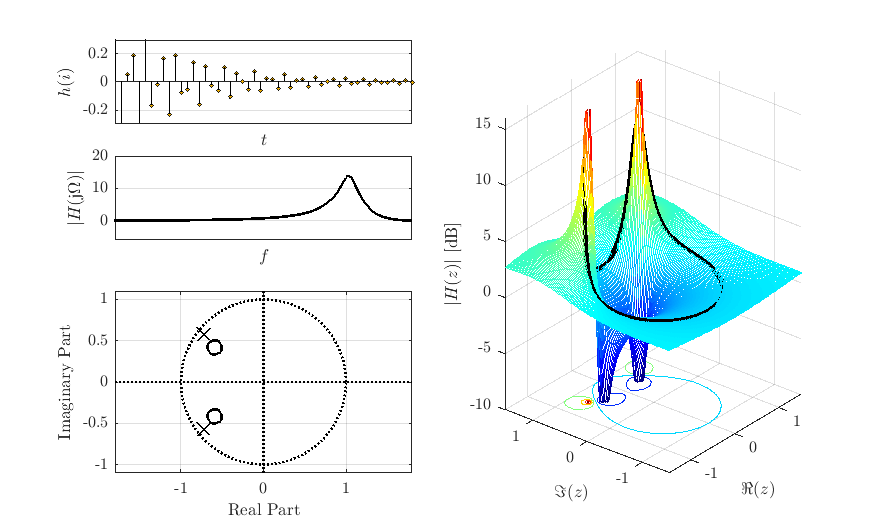 0.2
0
-0.2
h(i)
t
20
10
0
|H(jΩ)|
f
1
0.5
0
-0.5
-1
Imaginary Part
-1
0
1
Real Part
15
10
5
0
-5
-10
|H(z)| [dB]
1
0
-1
ℑ(z)
-1
0
1
ℜ(z)